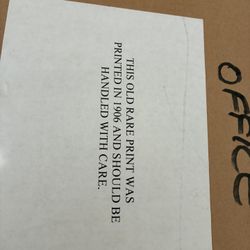 THIS OLD RARE PRINT WAS
PRINTED IN 1906 AND SHOULD BE
HANDLED WITH CARE.
OFFICE